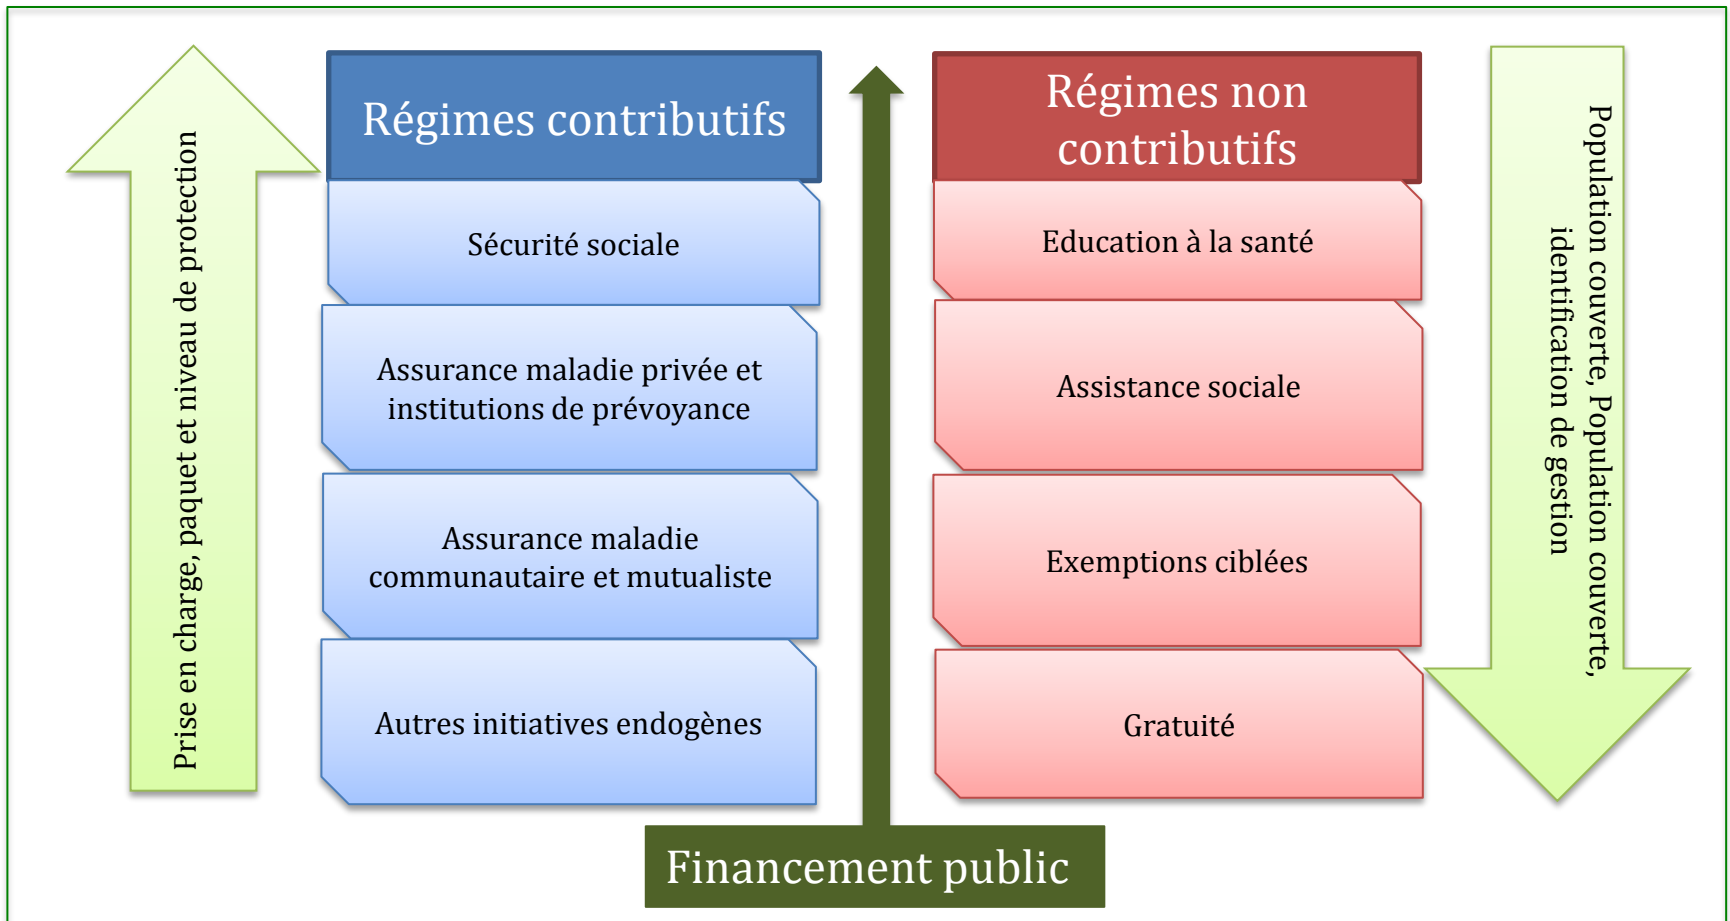 Prise en charge, paquet et niveau de protection
Régimes contributifs
Sécurité sociale
Assurance maladie privée et
institutions de prévoyance
Assurance maladie
communautaire et mutualiste
Autres initiatives endogènes
Régimes non
contributifs
Education à la santé
Assistance sociale
Exemptions ciblées
Gratuité
Population couverte, Population couverte,
identification de gestion
Financement public